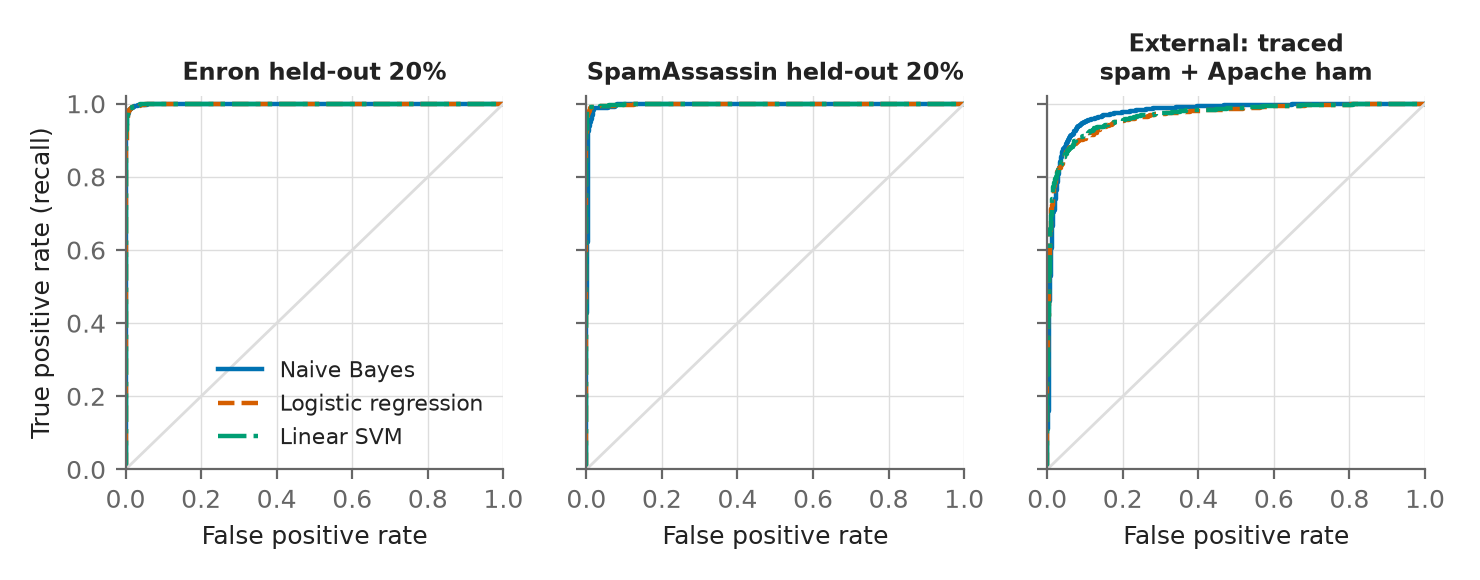 Enron held-out 20%
SpamAssassin held-out 20%
External: traced
spam + Apache ham
True positive rate (recall)
1.0
0.8
0.6
0.4
0.2
0.0
Naive Bayes
Logistic regression
Linear SVM
0.0 0.2 0.4 0.6 0.8 1.0
0.0 0.2 0.4 0.6 0.8 1.0
0.0 0.2 0.4 0.6 0.8 1.0
False positive rate
False positive rate
False positive rate